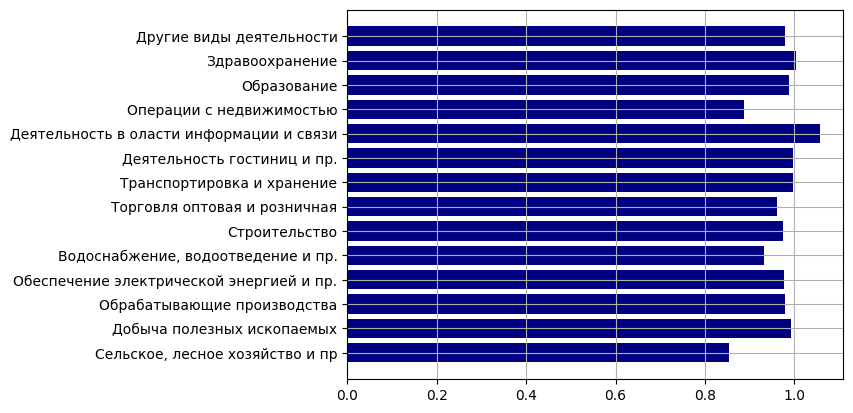 Другие виды деятельности
Здравоохранение
Образование
Операции с недвижимостью
Деятельность в оласти информации и связи
Деятельность гостиниц и пр.
Транспортировка и хранение
Торговля оптовая и розничная
Строительство
Водоснабжение, водоотведение и пр.
Обеспечение электрической энергией и пр.
Обрабатывающие производства
Добыча полезных ископаемых
Сельское, лесное хозяйство и пр
0.0 0.2 0.4 0.6 0.8 1.0